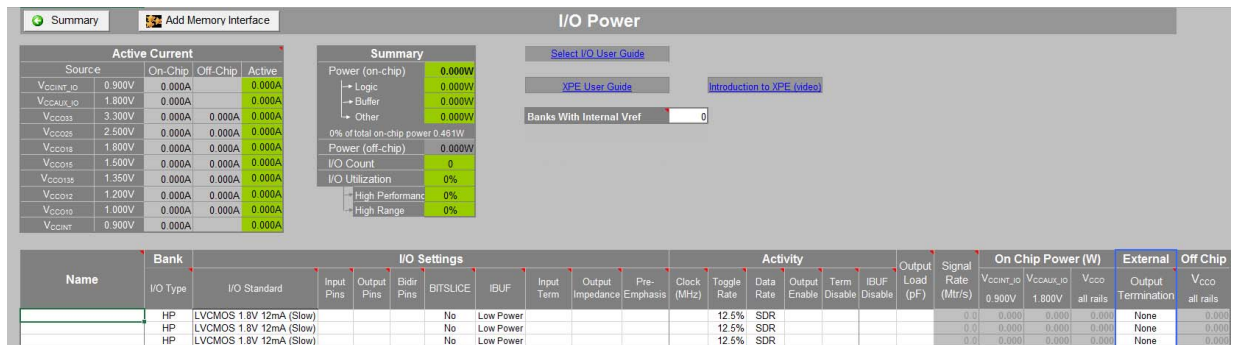 Summary Add Memory Interface I/O Power
Active Current
Source On-Chip Off-Chip Active
VCCINT_IO 0.900V 0.000A 0.000A
VCCAUX_IO 1.800V 0.000A 0.000A
VCCO33 3.300V 0.000A 0.000A 0.000A
VCCO25 2.500V 0.000A 0.000A 0.000A
VCCO18 1.800V 0.000A 0.000A 0.000A
VCCO15 1.500V 0.000A 0.000A 0.000A
VCCO135 1.350V 0.000A 0.000A 0.000A
VCCO12 1.200V 0.000A 0.000A 0.000A
VCCO10 1.000V 0.000A 0.000A 0.000A
VCCINT 0.900V 0.000A 0.000A
Summary
Power (on-chip) 0.000W
Logic 0.000W
Buffer 0.000W
Other 0.000W
0% of total on-chip power 0.461W
Power (off-chip) 0.000W
I/O Count 0
I/O Utilization 0%
High Performanc 0%
High Range 0%
Select I/O User Guide
XPE User Guide Introduction to XPE (video)
Banks With Internal Vref 0
Name Bank I/O Settings Activity Output Load (pF) Signal Rate (Mtr/s) On Chip Power (W) External Off Chip
I/O Type I/O Standard Input Pins Output Pins Bidir Pins BITSLICE IBUF Input Term Output Impedance Pre-Emphasis Clock (MHz) Toggle Rate Data Rate Output Enable Term Disable IBUF Disable VCCINT_IO 0.900V VCCAUX_IO 1.800V VCCO all rails Output Termination VCCO all rails
HP LVCMOS 1.8V 12mA (Slow) No Low Power 12.5% SDR 0.0 0.000 0.000 0.000 None 0.000
HP LVCMOS 1.8V 12mA (Slow) No Low Power 12.5% SDR 0.0 0.000 0.000 0.000 None 0.000
HP LVCMOS 1.8V 12mA (Slow) No Low Power 12.5% SDR 0.0 0.000 0.000 0.000 None 0.000